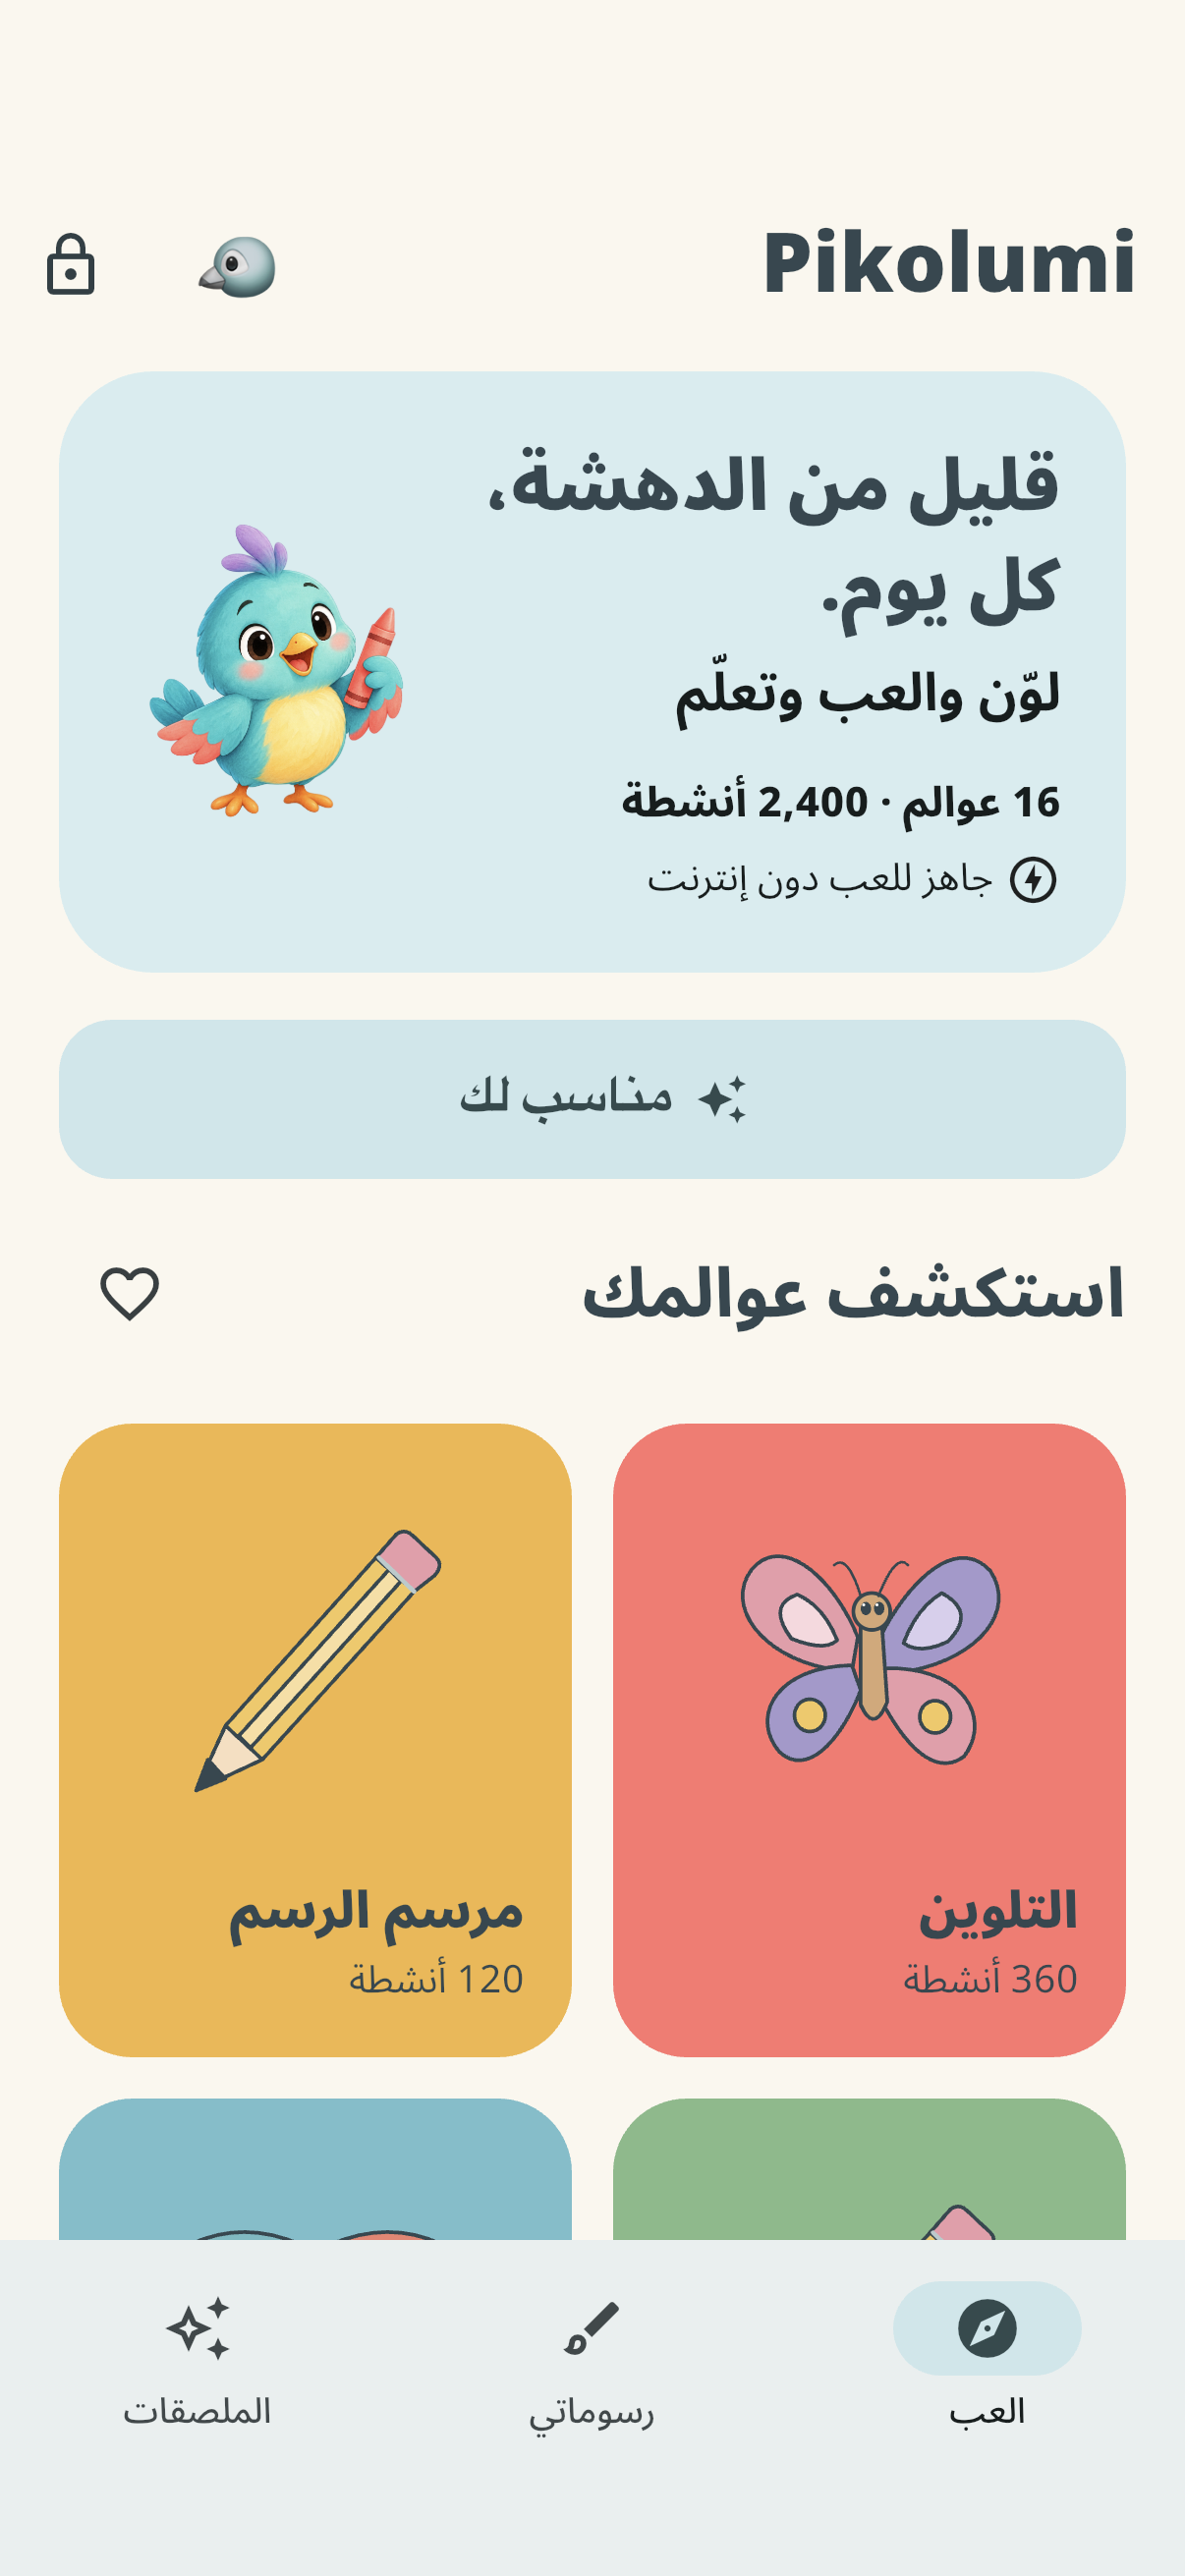 Pikolumi
قليل من الدهشة،
كل يوم.
لوّن والعب وتعلّم
16 عوالم · 2,400 أنشطة
جاهز للعب دون إنترنت
مناسب لك
استكشف عوالمك
التلوين
360 أنشطة
مرسم الرسم
120 أنشطة
العب
رسوماتي
الملصقات